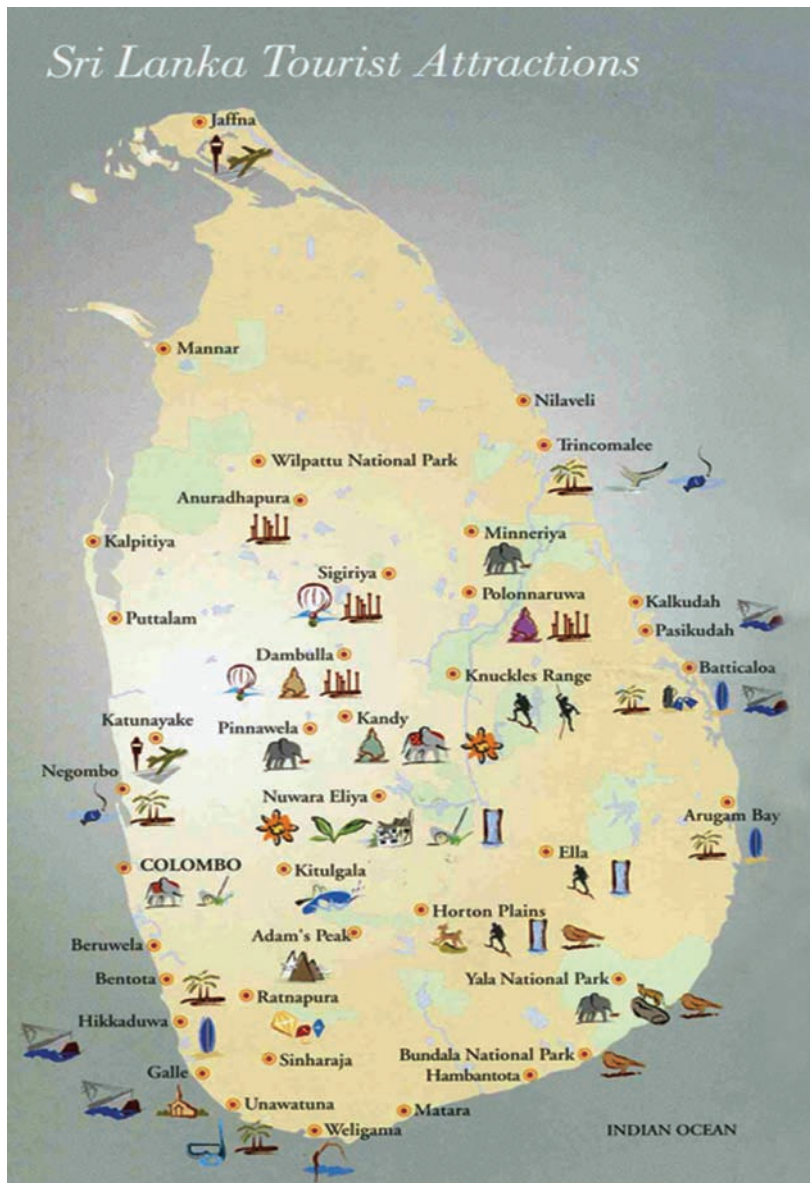 Sri Lanka Tourist Attractions
Jaffna
Mannar
Nilaveli
Trincomalee
Wilpattu National Park
Anuradhapura
Kalpitiya
Minneriya
Sigiriya
Polonnaruwa
Kalkudah
Puttalam
Pasikudah
Dambulla
Batticaloa
Knuckles Range
Katunayake
Pinnawela
Kandy
Negombo
Nuwara Eliya
Arugam Bay
Ella
COLOMBO
Kitulgala
Horton Plains
Adam's Peak
Beruwela
Bentota
Yala National Park
Ratnapura
Hikkaduwa
Sinharaja
Bundala National Park
Galle
Hambantota
Unawatuna
Matara
Weligama
INDIAN OCEAN